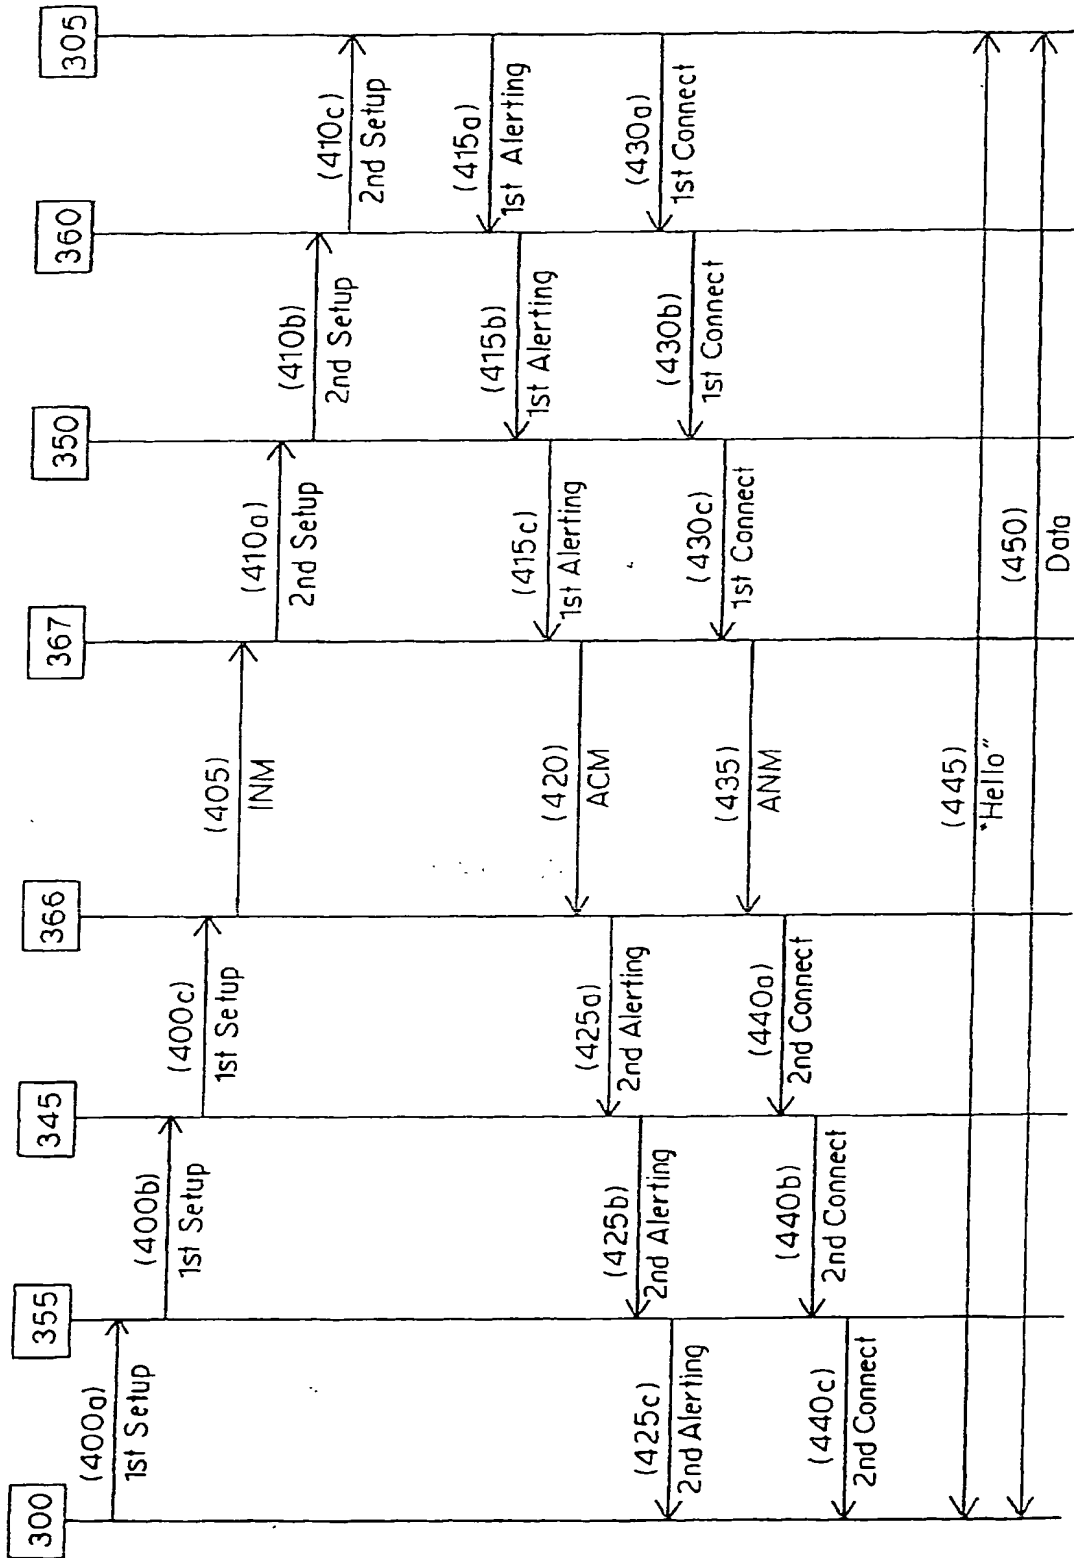 300
355
345
366
367
350
360
305
(400a)
1st Setup
(400b)
1st Setup
(400c)
1st Setup
(405)
INM
(410a)
2nd Setup
(410b)
2nd Setup
(410c)
2nd Setup
(415a)
1st Alerting
(415b)
1st Alerting
(415c)
1st Alerting
(420)
ACM
(425a)
2nd Alerting
(425b)
2nd Alerting
(425c)
2nd Alerting
(430a)
1st Connect
(430b)
1st Connect
(430c)
1st Connect
(435)
ANM
(440a)
2nd Connect
(440b)
2nd Connect
(440c)
2nd Connect
(445)
"Hello"
(450)
Data